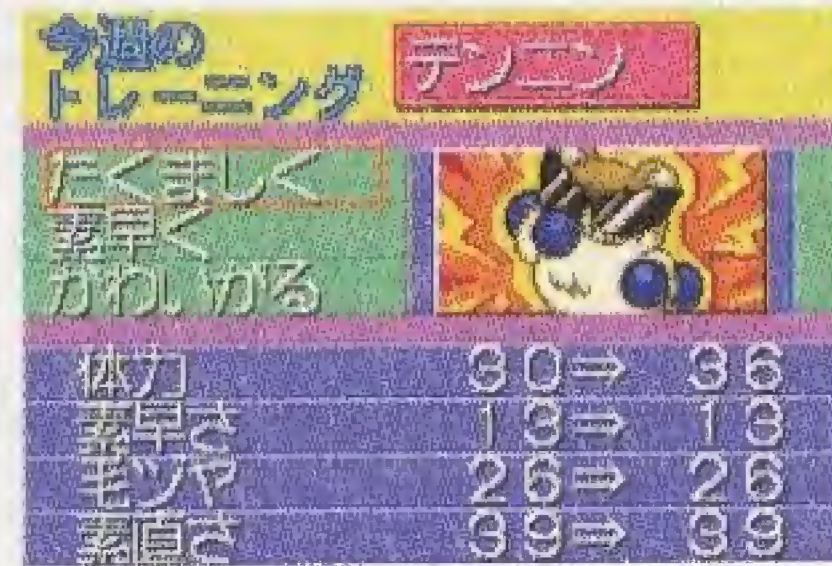 今週の
トレーニング
テンニン
たくましく
素早く
かわいがる
体力 30⇒ 36
素早さ 13⇒ 13
毛ツヤ 26⇒ 26
素直さ 39⇒ 39